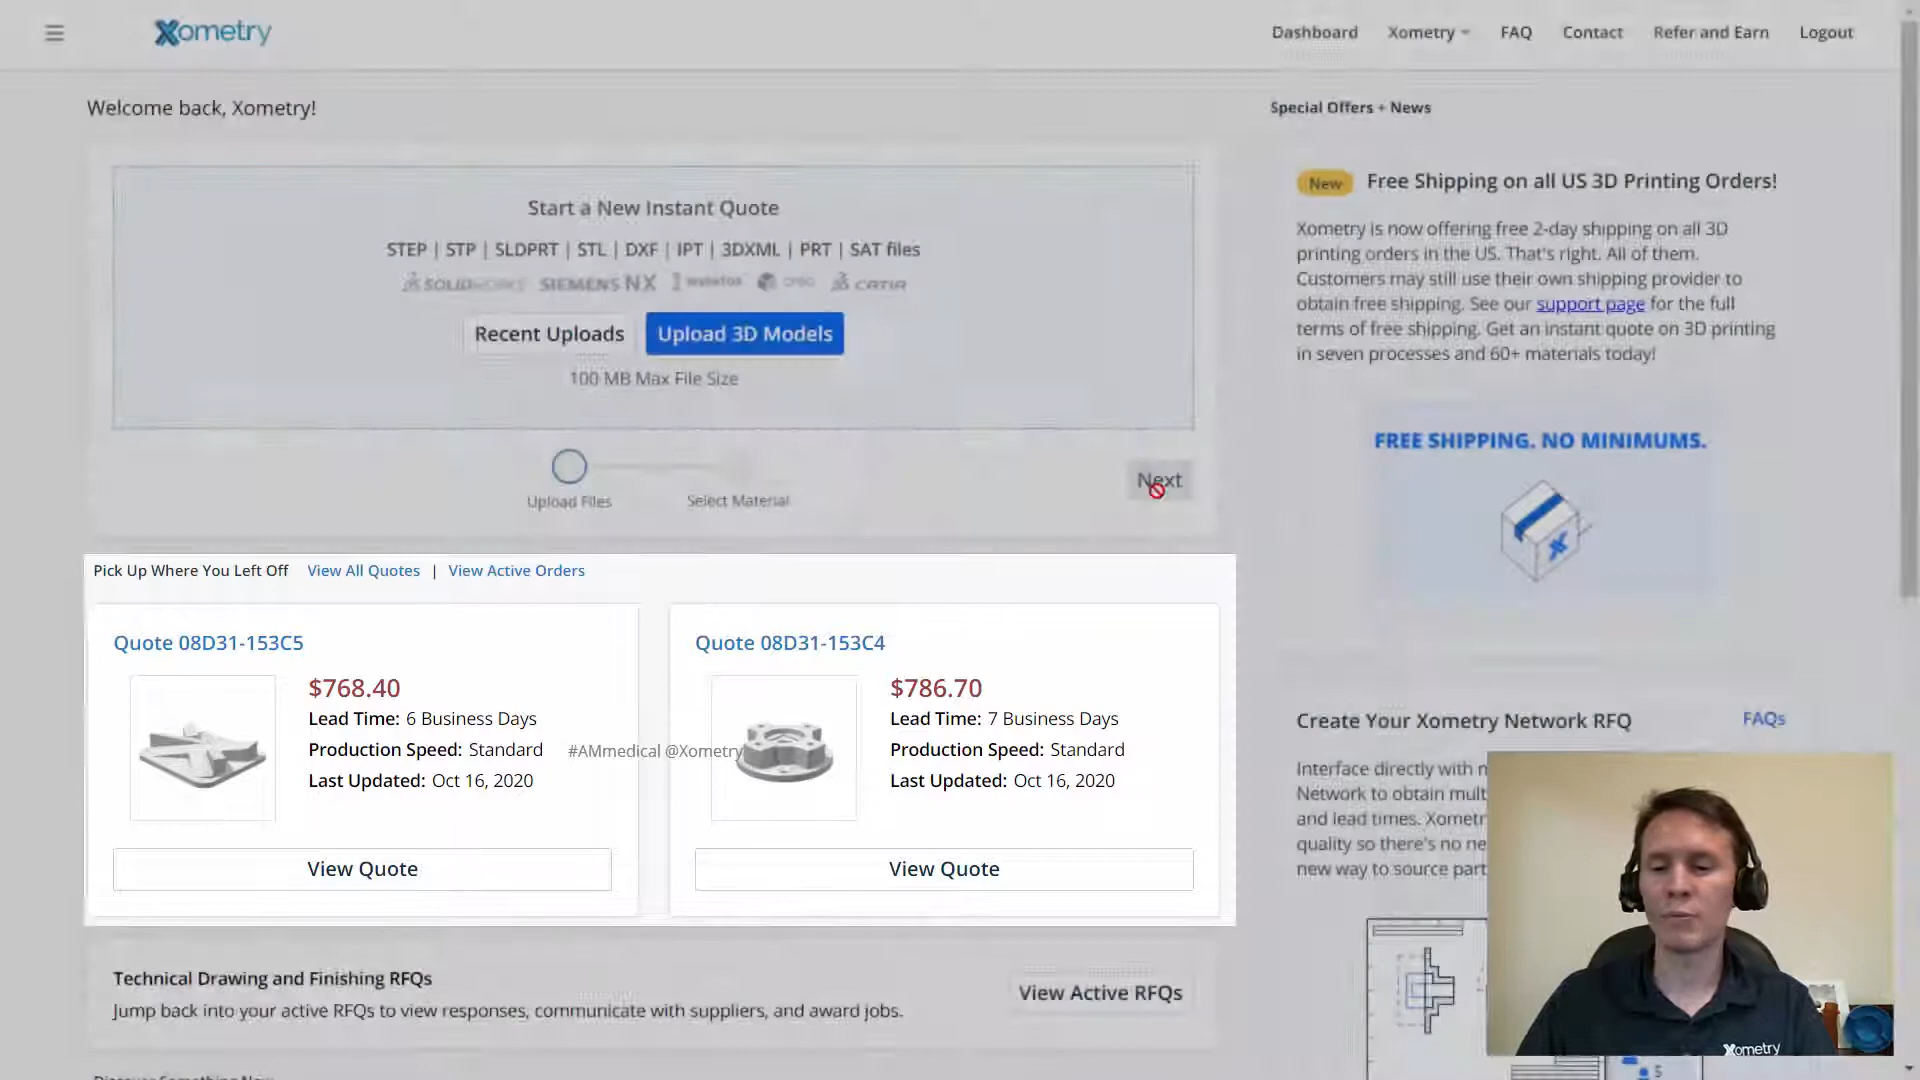 Xometry
Dashboard
Xometry
FAQ
Contact
Refer and Earn
Logout
Welcome back, Xometry!
Start a New Instant Quote
STEP | STP | SLDPRT | STL | DXF | IPT | 3DXML | PRT | SAT files
SOLIDWORKS
SIEMENS NX
CATIA
Recent Uploads
Upload 3D Models
100 MB Max File Size
Upload Files
Select Material
Next
Special Offers + News
New
Free Shipping on all US 3D Printing Orders!
Xometry is now offering free 2-day shipping on all 3D
printing orders in the US. That's right. All of them.
Customers may still use their own shipping provider to
obtain free shipping. See our support page for the full
terms of free shipping. Get an instant quote on 3D printing
in seven processes and 60+ materials today!
FREE SHIPPING. NO MINIMUMS.
Pick Up Where You Left Off
View All Quotes | View Active Orders
Quote 08D31-153C5
$768.40
Lead Time: 6 Business Days
Production Speed: Standard
Last Updated: Oct 16, 2020
View Quote
#AMmedical @Xometry
Quote 08D31-153C4
$786.70
Lead Time: 7 Business Days
Production Speed: Standard
Last Updated: Oct 16, 2020
View Quote
Create Your Xometry Network RFQ
FAQs
Interface directly with
Network to obtain
and lead times.
quality so there's no
new way to source
Xometry
5
Technical Drawing and Finishing RFQs
Jump back into your active RFQs to view responses, communicate with suppliers, and award jobs.
View Active RFQs